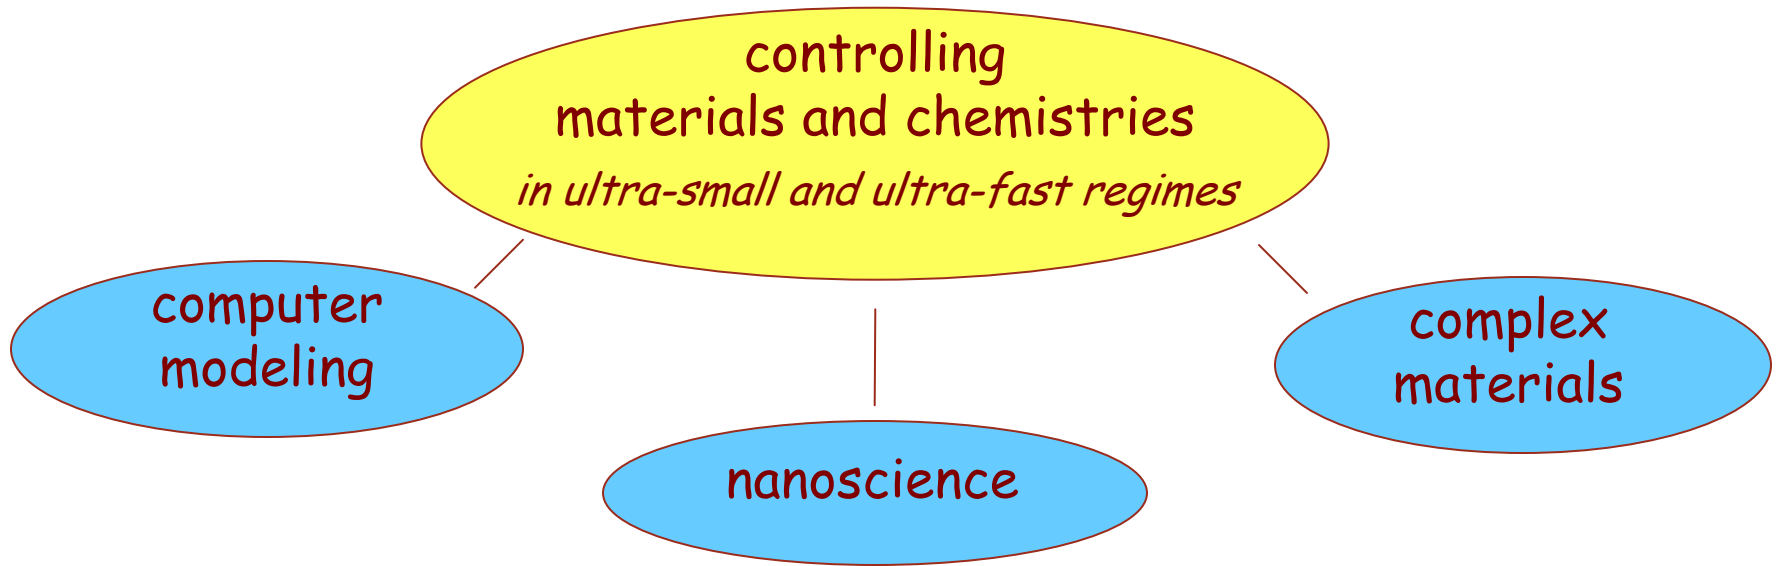 controlling
materials and chemistries
in ultra-small and ultra-fast regimes
computer
modeling
complex
materials
nanoscience